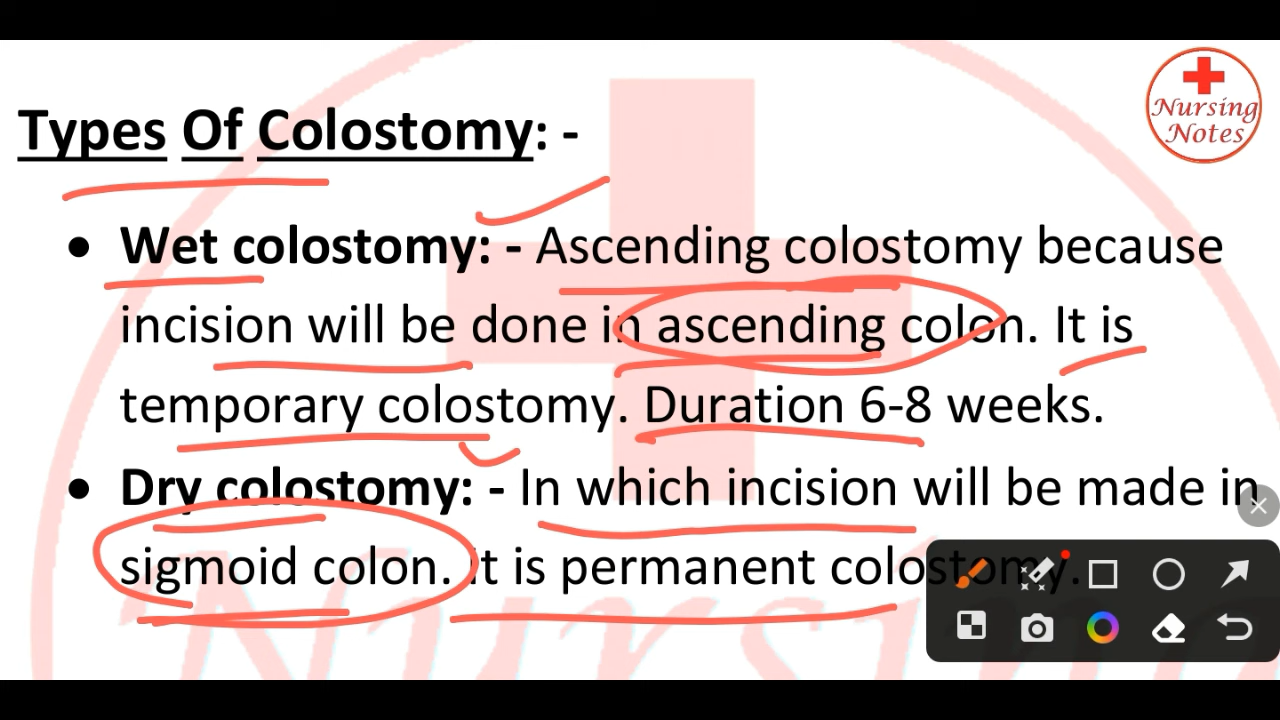 Nursing
Notes
Types Of Colostomy: -
• Wet colostomy: - Ascending colostomy because
incision will be done in ascending colon. It is
temporary colostomy. Duration 6-8 weeks.
• Dry colostomy: - In which incision will be made in
sigmoid colon. It is permanent colostomy.
Nursing